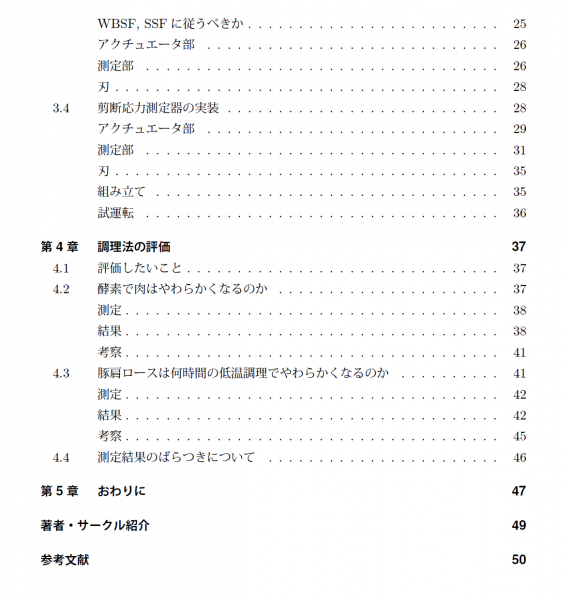 WBSF, SSF に従うべきか . . . . . . . . . . . . . . . . . . . . . . . . 25
アクチュエータ部 . . . . . . . . . . . . . . . . . . . . . . . . . . . . 26
測定部 . . . . . . . . . . . . . . . . . . . . . . . . . . . . . . . . . 26
刃 . . . . . . . . . . . . . . . . . . . . . . . . . . . . . . . . . . . 28
3.4 剪断応力測定器の実装 . . . . . . . . . . . . . . . . . . . . . . . . . . 28
アクチュエータ部 . . . . . . . . . . . . . . . . . . . . . . . . . . . . 29
測定部 . . . . . . . . . . . . . . . . . . . . . . . . . . . . . . . . . 31
刃 . . . . . . . . . . . . . . . . . . . . . . . . . . . . . . . . . . . 35
組み立て . . . . . . . . . . . . . . . . . . . . . . . . . . . . . . . . 35
試運転 . . . . . . . . . . . . . . . . . . . . . . . . . . . . . . . . . 36
第 4 章 調理法の評価 37
4.1 評価したいこと . . . . . . . . . . . . . . . . . . . . . . . . . . . . . 37
4.2 酵素で肉はやわらかくなるのか . . . . . . . . . . . . . . . . . . . . . . 37
測定 . . . . . . . . . . . . . . . . . . . . . . . . . . . . . . . . . . 38
結果 . . . . . . . . . . . . . . . . . . . . . . . . . . . . . . . . . . 38
考察 . . . . . . . . . . . . . . . . . . . . . . . . . . . . . . . . . . 41
4.3 豚肩ロースは何時間の低温調理でやわらかくなるのか . . . . . . . . . . 41
測定 . . . . . . . . . . . . . . . . . . . . . . . . . . . . . . . . . . 42
結果 . . . . . . . . . . . . . . . . . . . . . . . . . . . . . . . . . . 42
考察 . . . . . . . . . . . . . . . . . . . . . . . . . . . . . . . . . . 45
4.4 測定結果のばらつきについて . . . . . . . . . . . . . . . . . . . . . . . 46
第 5 章 おわりに 47
著者・サークル紹介 49
参考文献 50